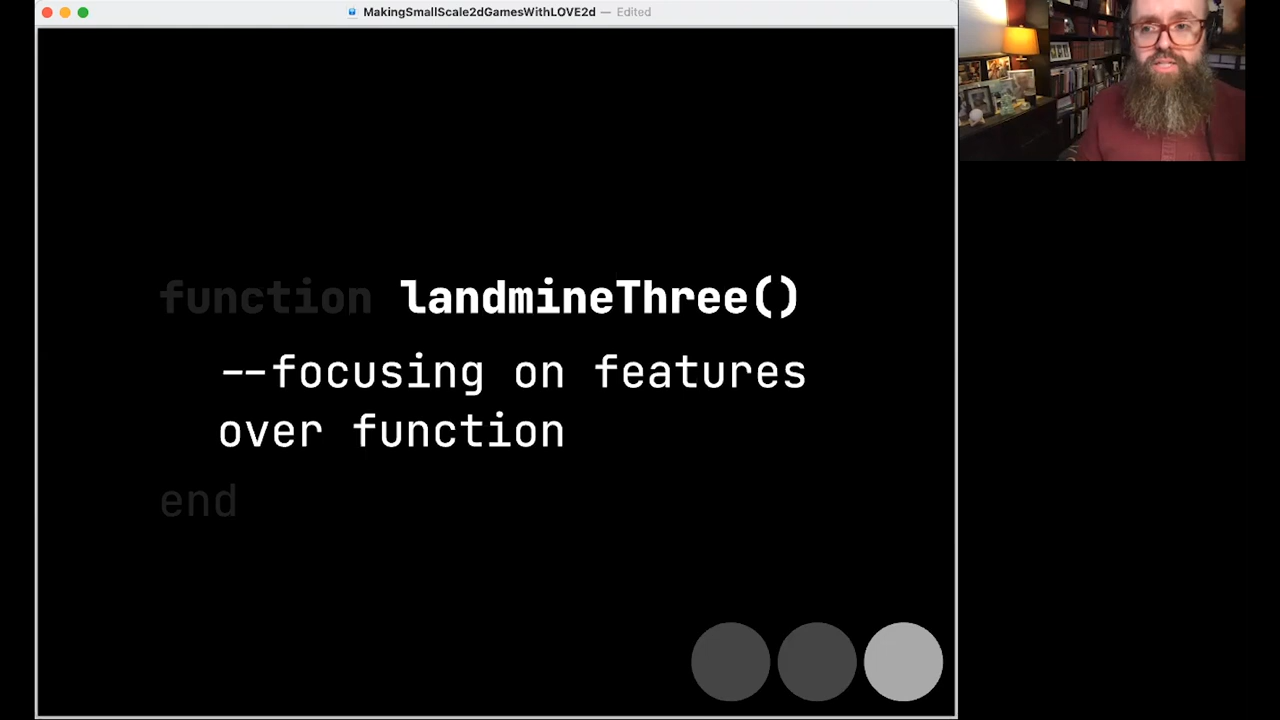 MakingSmallScale2dGamesWithLOVE2d — Edited
function landmineThree()
--focusing on features
over function
end